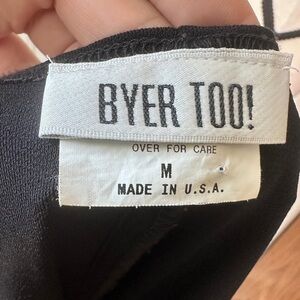 BYER TOO!
OVER FOR CARE
M
MADE IN U.S.A.